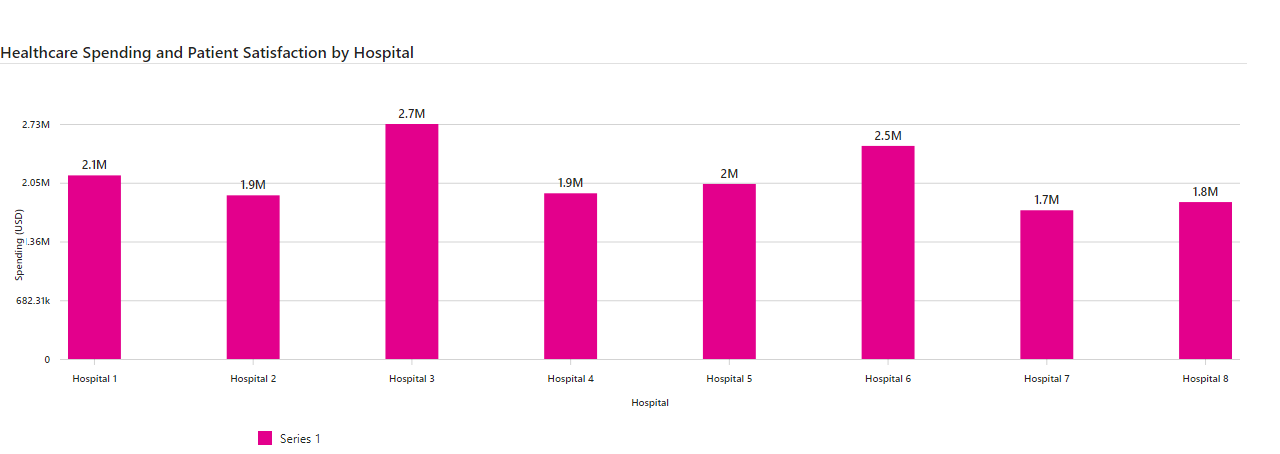 Healthcare Spending and Patient Satisfaction by Hospital
2.7M
2.73M
2.5M
2.1M
1.9M
1.9M
2M
1.7M
1.8M
2.05M
1.36M
682.31k
0
Spending (USD)
Hospital 1 Hospital 2 Hospital 3 Hospital 4 Hospital 5 Hospital 6 Hospital 7 Hospital 8
Hospital
Series 1